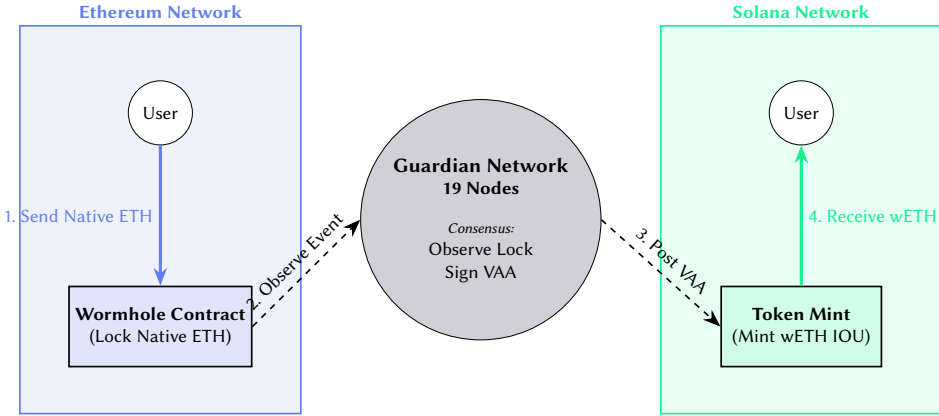 Ethereum Network
User
1. Send Native ETH
Wormhole Contract
(Lock Native ETH)
2. Observe Event
Guardian Network
19 Nodes
Consensus:
Observe Lock
Sign VAA
3. Post VAA
Solana Network
User
4. Receive wETH
Token Mint
(Mint wETH IOU)